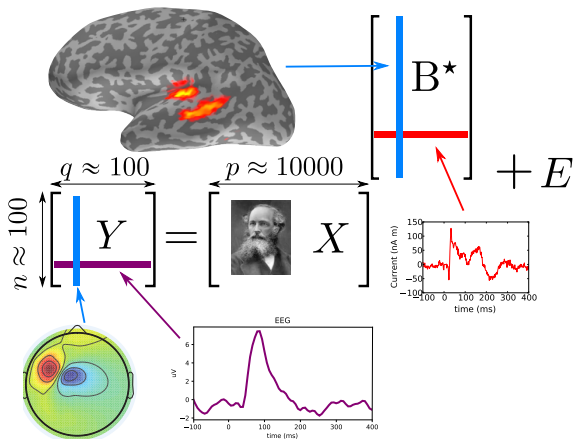 B★
q ≈ 100
p ≈ 10000
+ E
n ≈ 100
Y
=
X
150
100
50
0
−50
−100
Current (nA m)
-100 0 100 200 300 400
time (ms)
EEG
6
4
2
0
−2
uV
−100 0 100 200 300 400
time (ms)